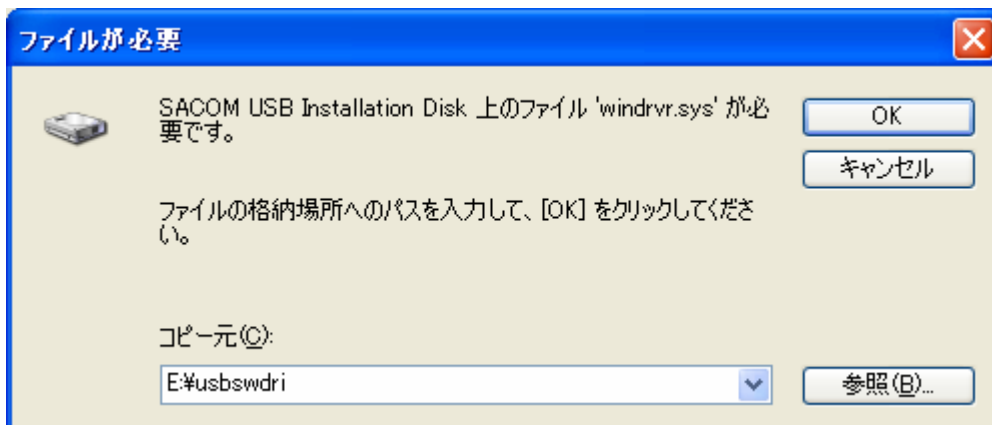 ファイルが必要
SACOM USB Installation Disk 上のファイル 'windrvr.sys' が必
要です。
OK
キャンセル
ファイルの格納場所へのパスを入力して、[OK] をクリックしてくださ
い。
コピー元(C):
E:¥usbswdri
参照(B)...